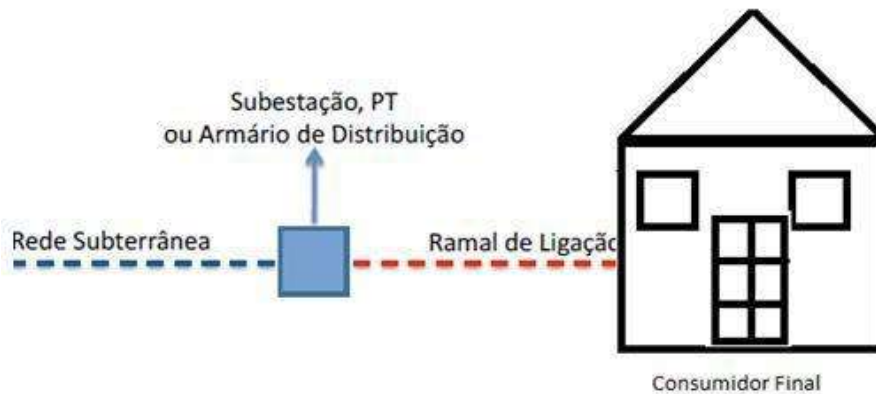 Subestação, PT
ou Armário de Distribuição
Rede Subterrânea
Ramal de Ligação
Consumidor Final